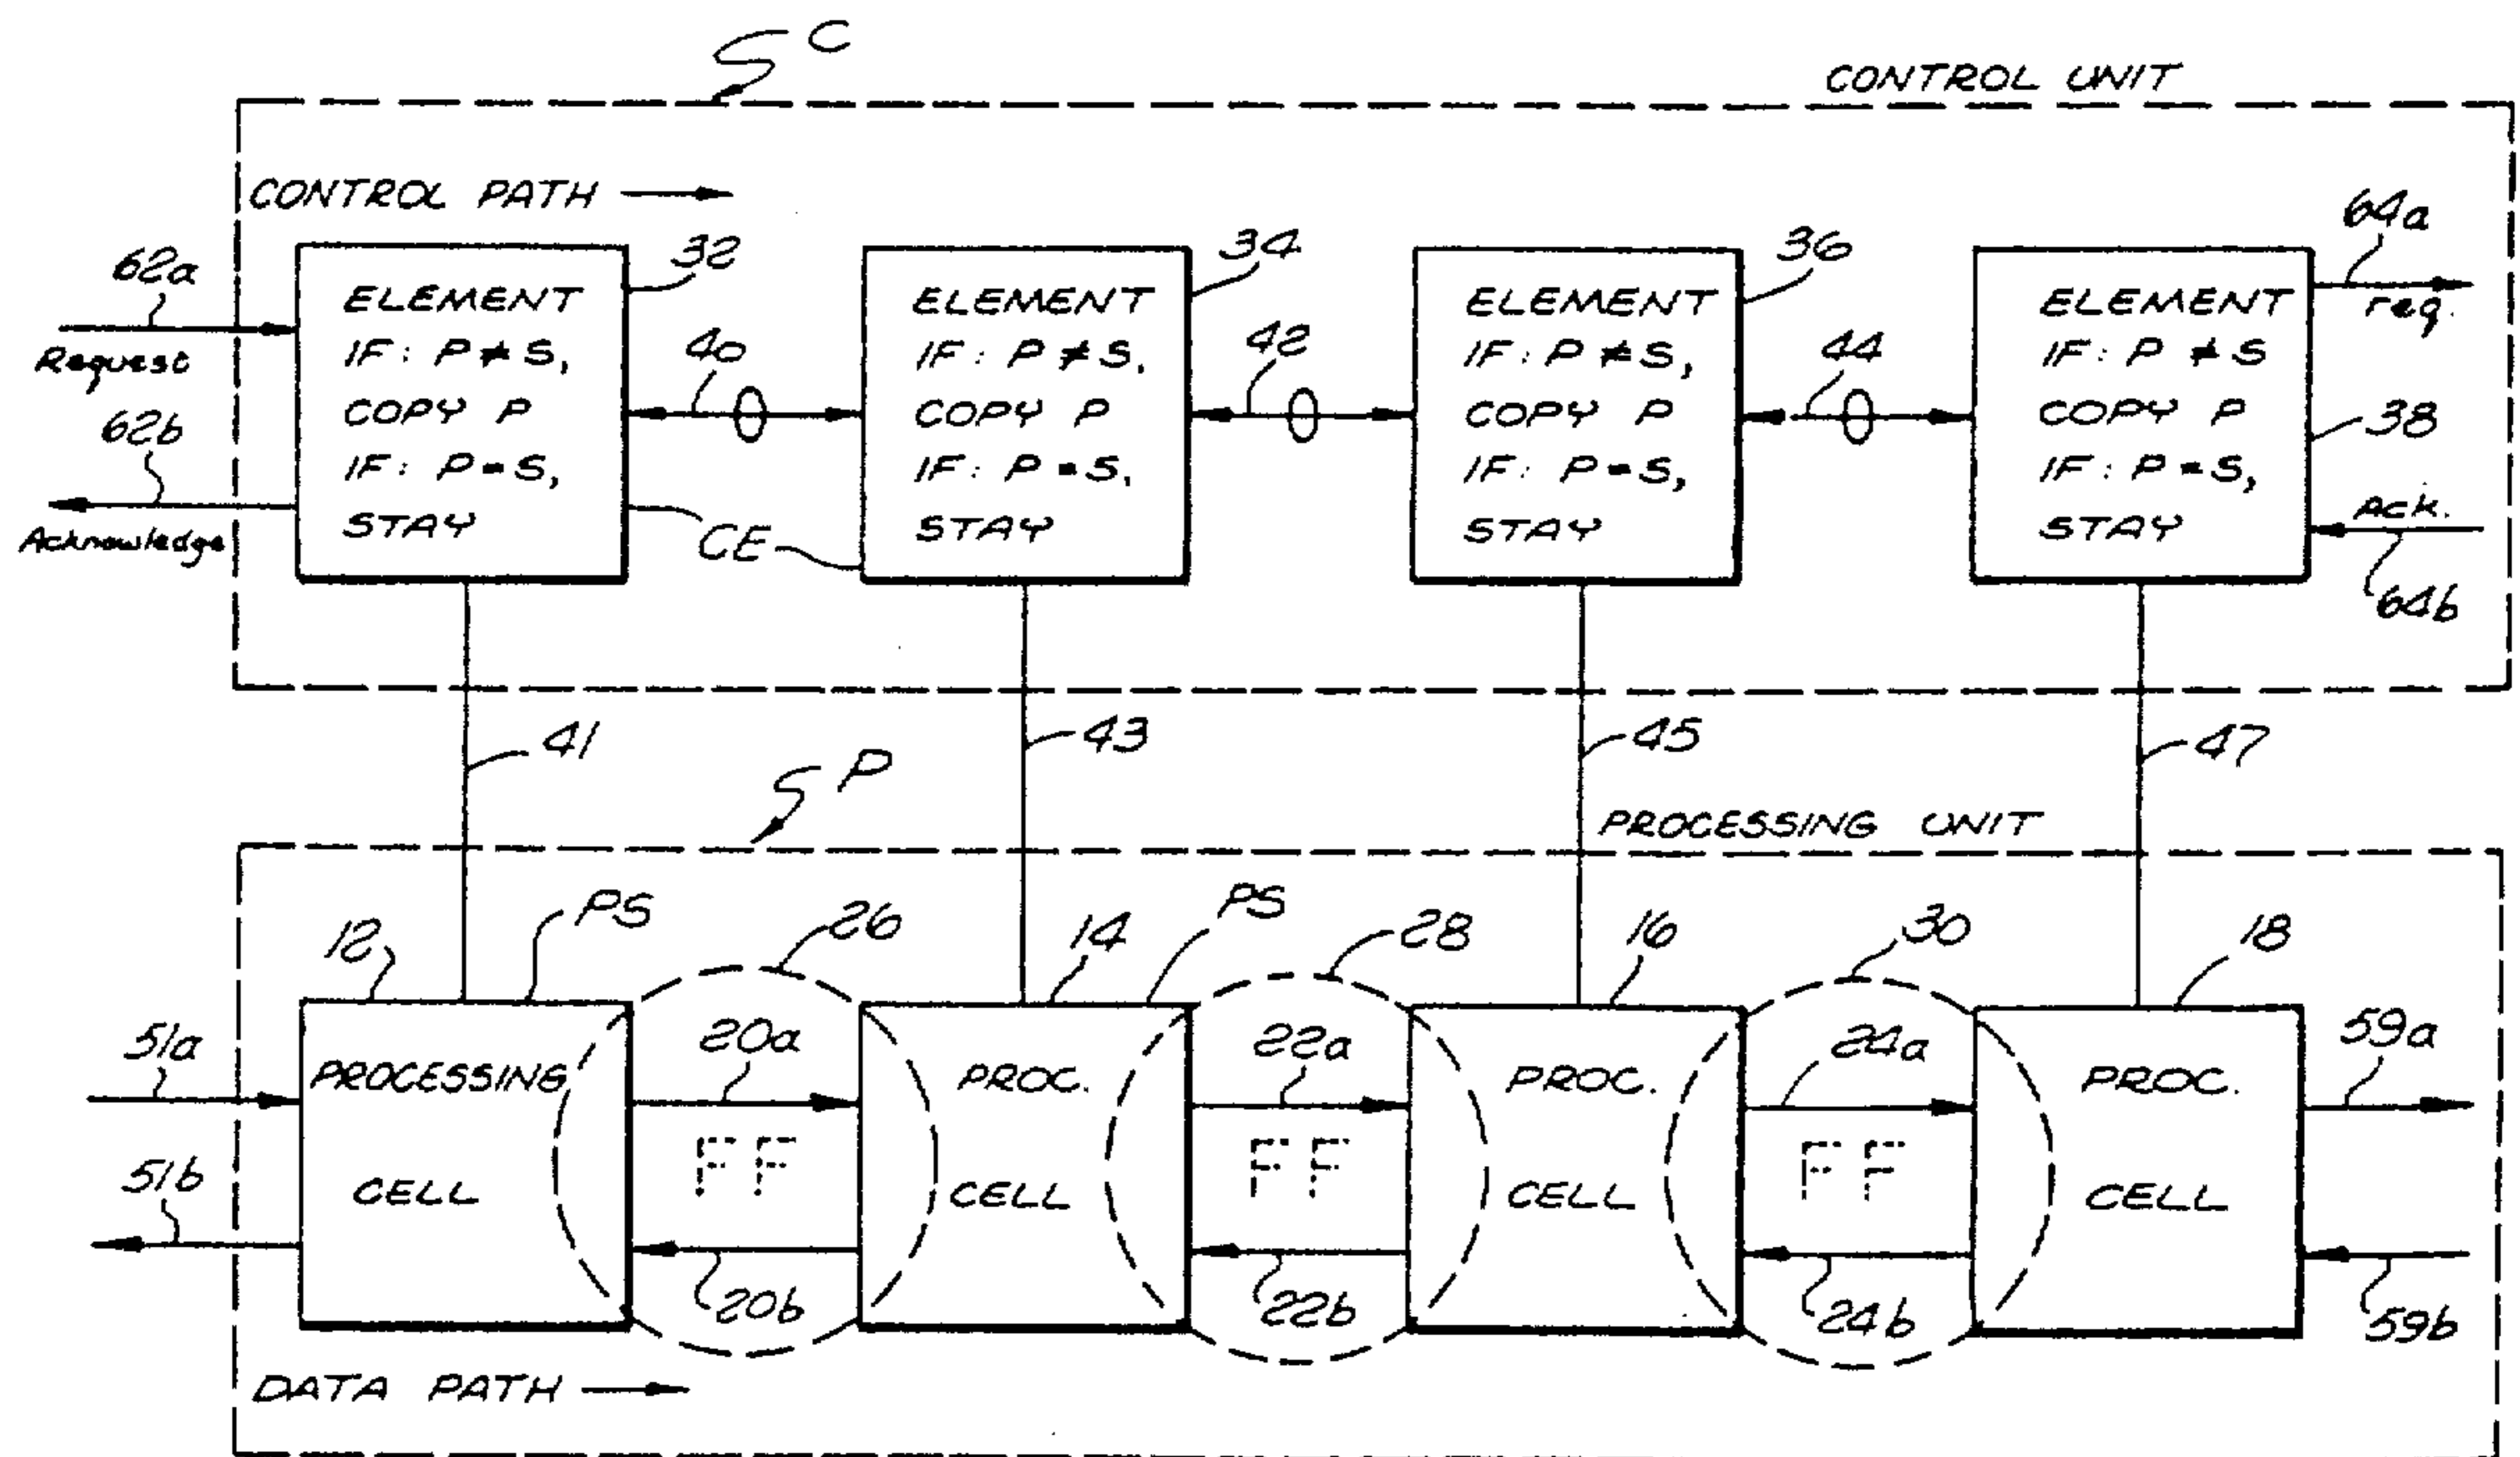 C
CONTROL UNIT
CONTROL PATH
62a
Request
62b
Acknowledge
32
ELEMENT
IF: P ≠ S,
COPY P
IF: P = S,
STAY
CE
40
34
ELEMENT
IF: P ≠ S,
COPY P
IF: P = S,
STAY
42
36
ELEMENT
IF: P ≠ S,
COPY P
IF: P = S,
STAY
44
ELEMENT
IF: P ≠ S
COPY P
IF: P = S,
STAY
64a
req.
38
ACK.
64b
41
43
45
47
P
PROCESSING UNIT
12
PS
26
14
PS
28
16
30
18
51a
51b
PROCESSING
CELL
20a
FF
20b
PROC.
CELL
22a
FF
22b
PROC.
CELL
24a
FF
24b
PROC.
CELL
59a
59b
DATA PATH